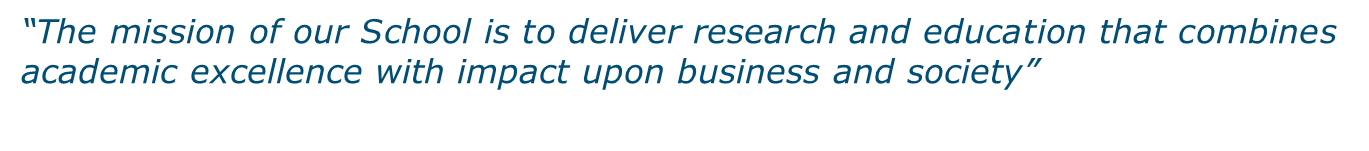 “The mission of our School is to deliver research and education that combines
academic excellence with impact upon business and society”